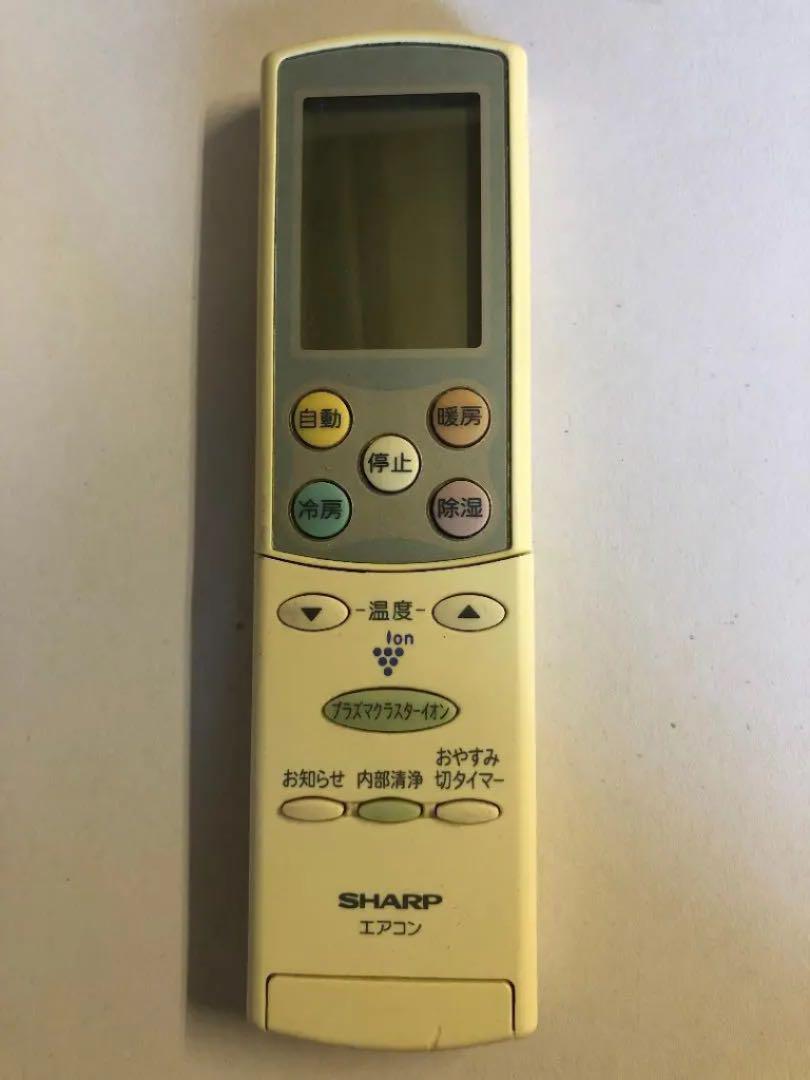 自動
暖房
停止
冷房
除湿
▼ -温度- ▲
Ion
プラズマクラスターイオン
おやすみ
お知らせ 内部清浄 切タイマー
SHARP
エアコン